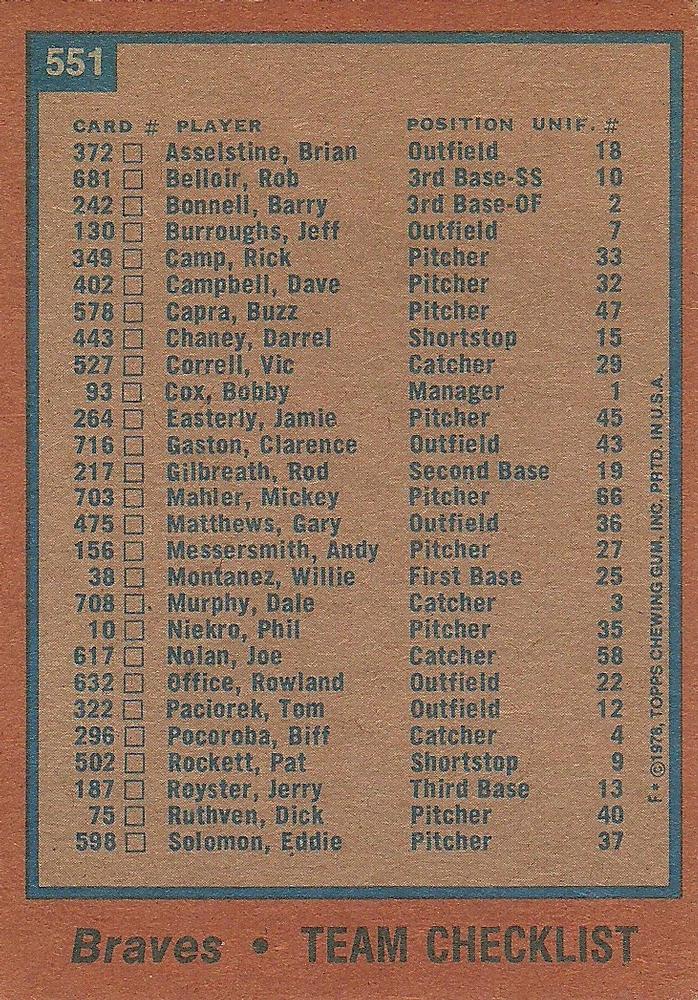 551
CARD # PLAYER POSITION UNIF. #
372 Asselstine, Brian Outfield 18
681 Belloir, Rob 3rd Base-SS 10
242 Bonnell, Barry 3rd Base-OF 2
130 Burroughs, Jeff Outfield 7
349 Camp, Rick Pitcher 33
402 Campbell, Dave Pitcher 32
578 Capra, Buzz Pitcher 47
443 Chaney, Darrel Shortstop 15
527 Correll, Vic Catcher 29
93 Cox, Bobby Manager 1
264 Easterly, Jamie Pitcher 45
716 Gaston, Clarence Outfield 43
217 Gilbreath, Rod Second Base 19
703 Mahler, Mickey Pitcher 66
475 Matthews, Gary Outfield 36
156 Messersmith, Andy Pitcher 27
38 Montanez, Willie First Base 25
708 Murphy, Dale Catcher 3
10 Niekro, Phil Pitcher 35
617 Nolan, Joe Catcher 58
632 Office, Rowland Outfield 22
322 Paciorek, Tom Outfield 12
296 Pocoroba, Biff Catcher 4
502 Rockett, Pat Shortstop 9
187 Royster, Jerry Third Base 13
75 Ruthven, Dick Pitcher 40
598 Solomon, Eddie Pitcher 37
F* ©1978, TOPPS CHEWING GUM, INC. PRTD. IN U.S.A.
Braves • TEAM CHECKLIST